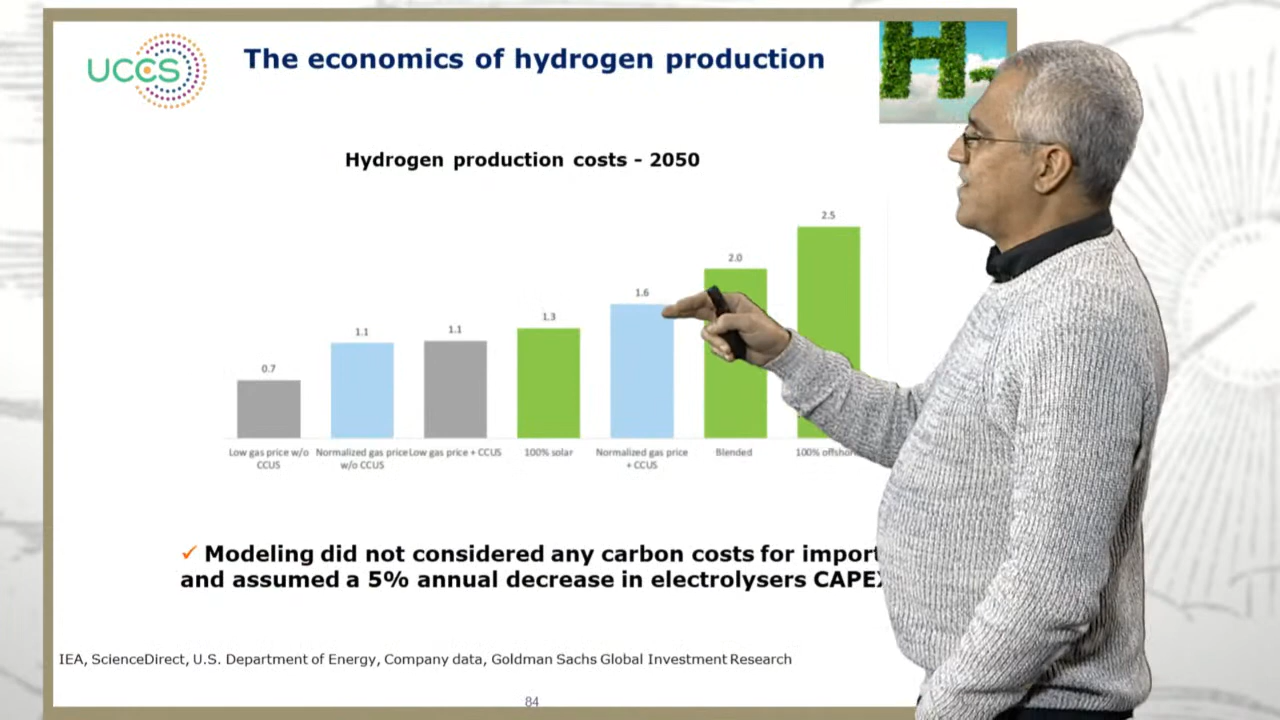 UCCS
The economics of hydrogen production
H
Hydrogen production costs - 2050
0.7
1.1
1.1
1.3
1.6
2.0
2.5
Low gas price w/o
CCUS
Normalized gas price
w/o CCUS
Low gas price + CCUS
100% solar
Normalized gas price
+ CCUS
Blended
100%
✓ Modeling did not considered any carbon costs for
and assumed a 5% annual decrease in electrolysers
IEA, ScienceDirect, U.S. Department of Energy, Company data, Goldman Sachs Global Investment Research
84